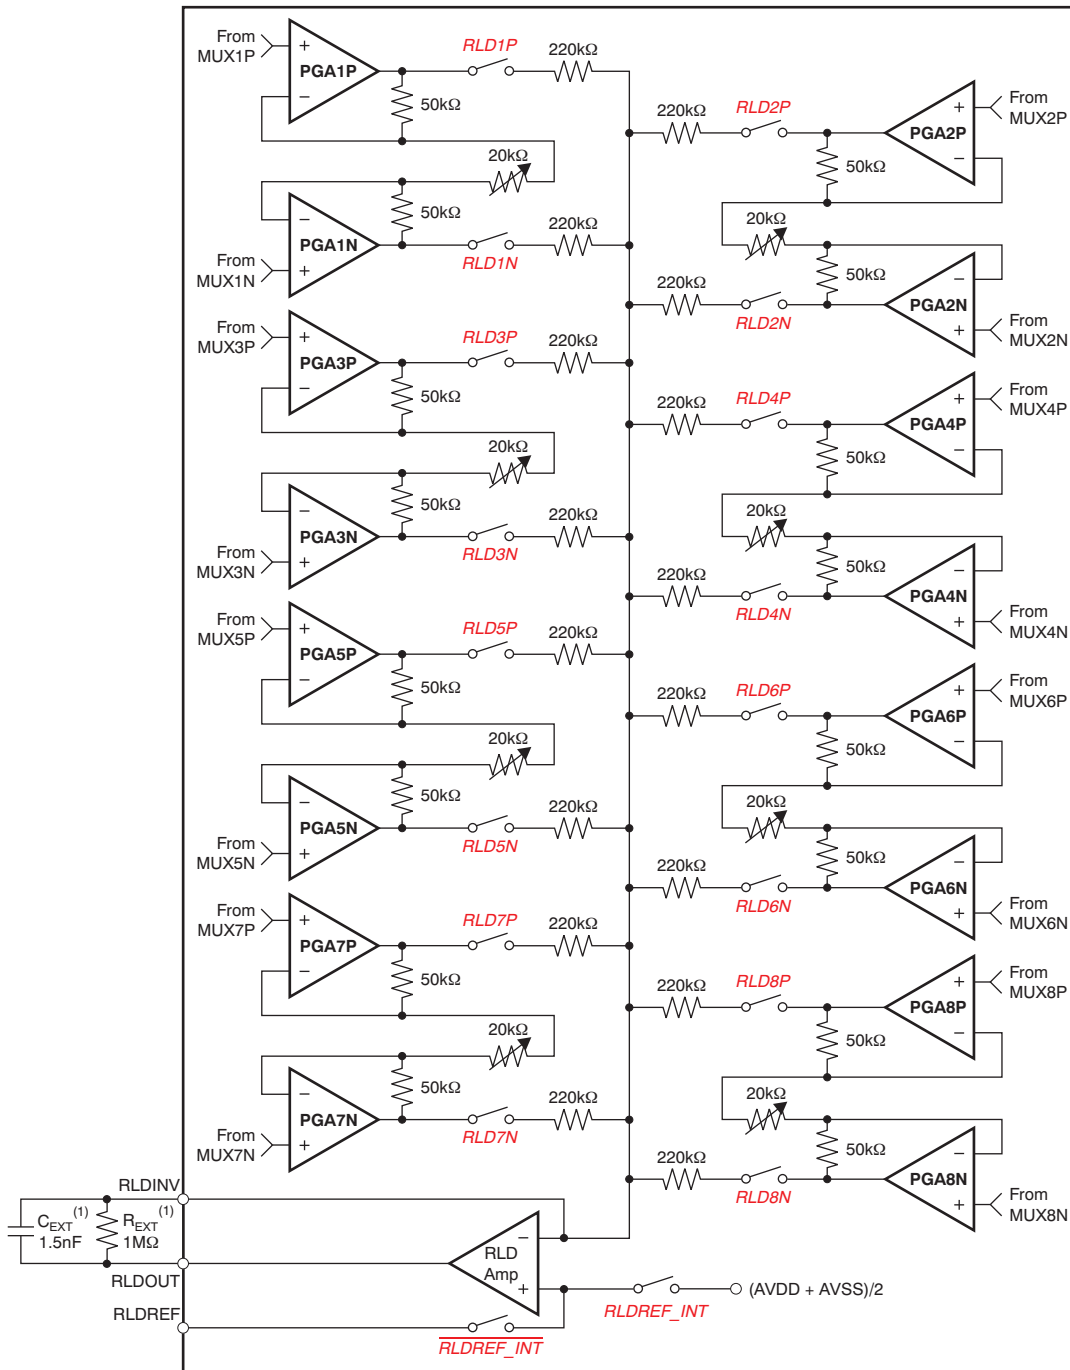 From
MUX1P
+
PGA1P
−
RLD1P
220kΩ
50kΩ
20kΩ
−
PGA1N
+
50kΩ
220kΩ
RLD1N
From
MUX1N
220kΩ
RLD2P
+
PGA2P
−
From
MUX2P
50kΩ
20kΩ
50kΩ
220kΩ
RLD2N
−
PGA2N
+
From
MUX2N
From
MUX3P
+
PGA3P
−
RLD3P
220kΩ
50kΩ
20kΩ
−
PGA3N
+
50kΩ
220kΩ
RLD3N
From
MUX3N
220kΩ
RLD4P
+
PGA4P
−
From
MUX4P
50kΩ
20kΩ
50kΩ
220kΩ
RLD4N
−
PGA4N
+
From
MUX4N
From
MUX5P
+
PGA5P
−
RLD5P
220kΩ
50kΩ
20kΩ
−
PGA5N
+
50kΩ
220kΩ
RLD5N
From
MUX5N
220kΩ
RLD6P
+
PGA6P
−
From
MUX6P
50kΩ
20kΩ
50kΩ
220kΩ
RLD6N
−
PGA6N
+
From
MUX6N
From
MUX7P
+
PGA7P
−
RLD7P
220kΩ
50kΩ
20kΩ
−
PGA7N
+
50kΩ
220kΩ
RLD7N
From
MUX7N
220kΩ
RLD8P
+
PGA8P
−
From
MUX8P
50kΩ
20kΩ
50kΩ
220kΩ
RLD8N
−
PGA8N
+
From
MUX8N
RLDINV
CEXT(1)
1.5nF
REXT(1)
1MΩ
RLDOUT
RLDREF
−
RLD
Amp
+
RLDREF_INT
(AVDD + AVSS)/2
RLDREF_INT